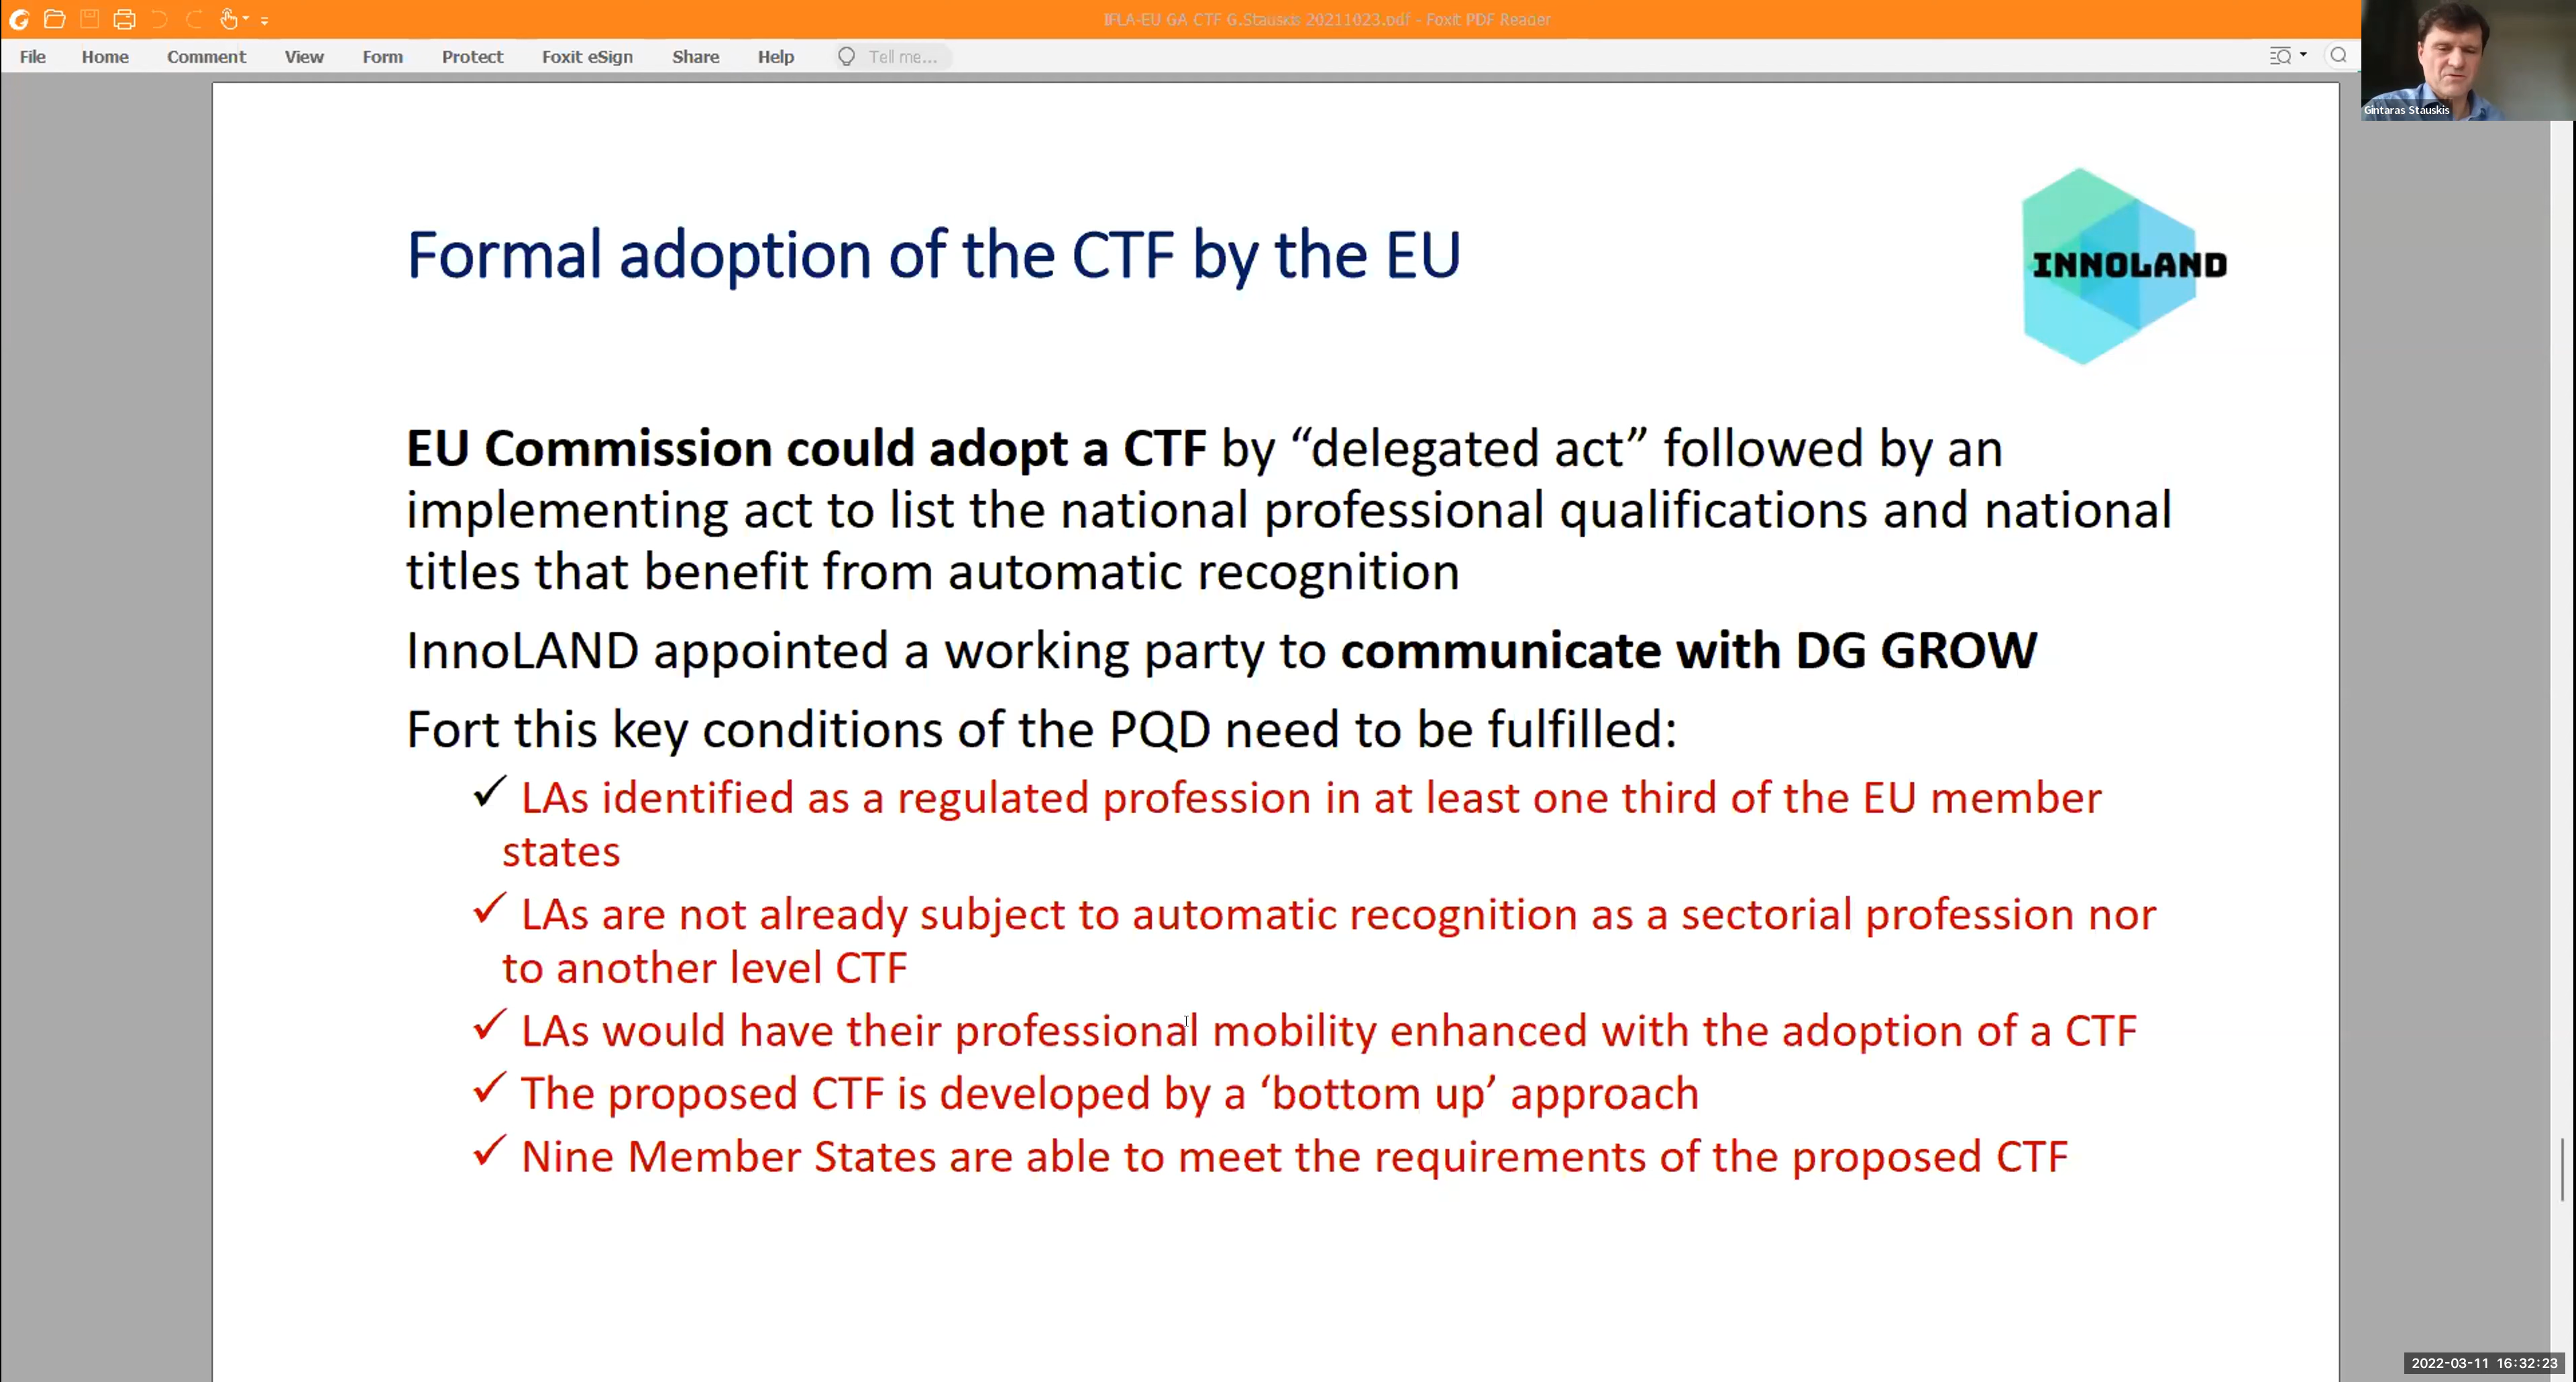 IFLA-EU GA CTF G.Stauskis 20211023.pdf - Foxit PDF Reader
File Home Comment View Form Protect Foxit eSign Share Help Tell me...
Gintaras Stauskis
Formal adoption of the CTF by the EU
INNOLAND
EU Commission could adopt a CTF by “delegated act” followed by an
implementing act to list the national professional qualifications and national
titles that benefit from automatic recognition
InnoLAND appointed a working party to communicate with DG GROW
Fort this key conditions of the PQD need to be fulfilled:
✓ LAs identified as a regulated profession in at least one third of the EU member
states
✓ LAs are not already subject to automatic recognition as a sectorial profession nor
to another level CTF
✓ LAs would have their professional mobility enhanced with the adoption of a CTF
✓ The proposed CTF is developed by a ‘bottom up’ approach
✓ Nine Member States are able to meet the requirements of the proposed CTF
2022-03-11 16:32:23